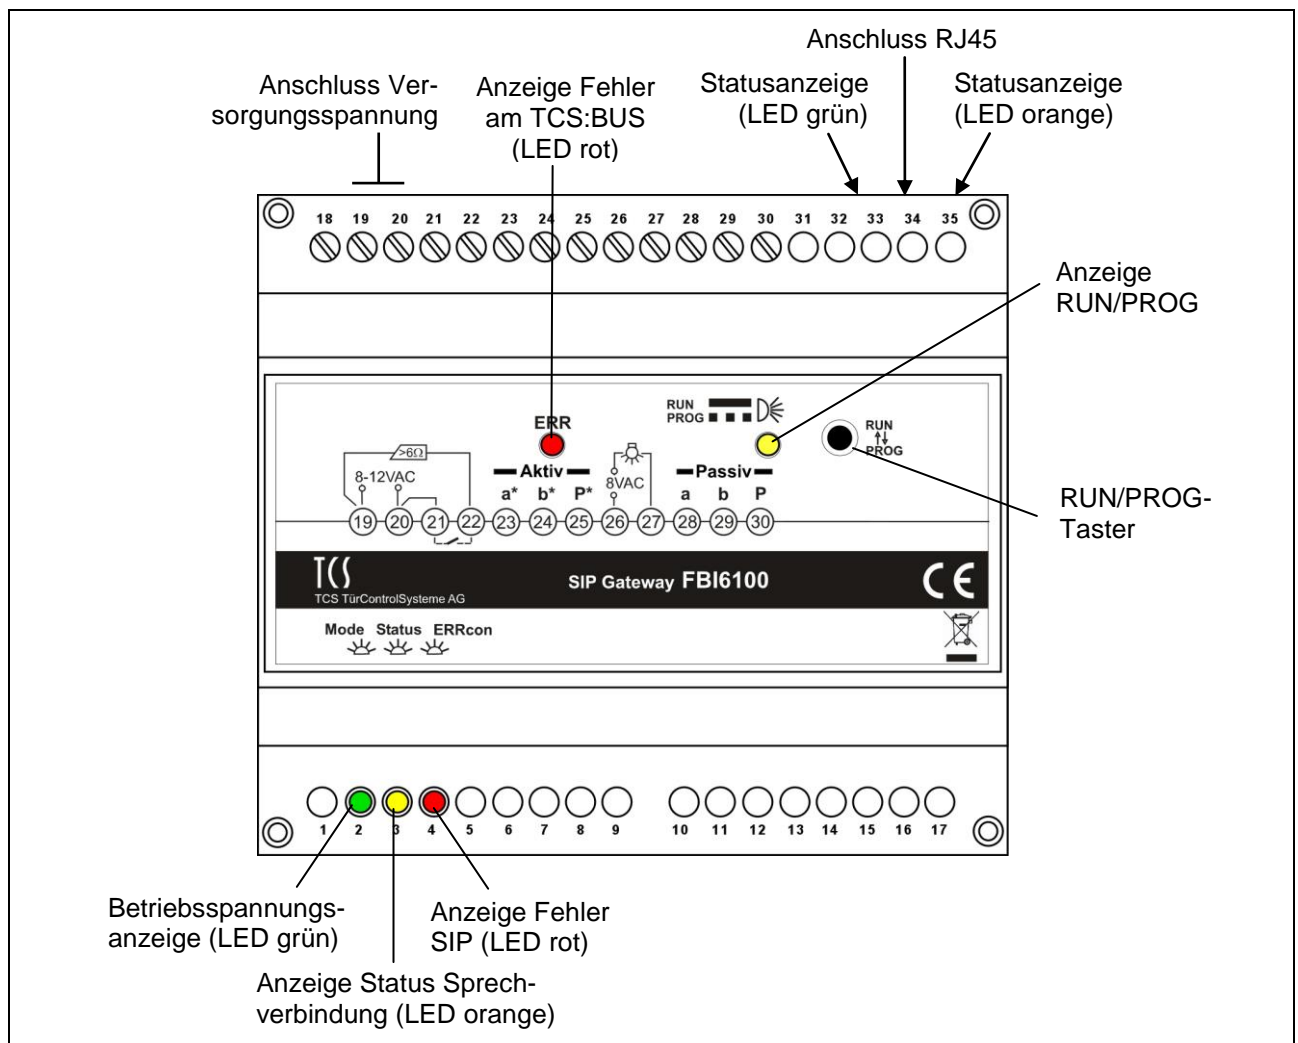 Anschluss RJ45
Anschluss Ver-
sorgungsspannung
Anzeige Fehler
am TCS:BUS
(LED rot)
Statusanzeige
(LED grün)
Statusanzeige
(LED orange)
18 19 20 21 22 23 24 25 26 27 28 29 30 31 32 33 34 35
Anzeige
RUN/PROG
RUN
PROG
ERR
RUN
PROG
>6Ω
8-12VAC
Aktiv
8VAC
Passiv
a* b* P* a b P
19 20 21 22 23 24 25 26 27 28 29 30
RUN/PROG-
Taster
TCS
TCS TürControlSysteme AG
SIP Gateway FBI6100
CE
Mode Status ERRcon
1 2 3 4 5 6 7 8 9 10 11 12 13 14 15 16 17
Betriebsspannungs-
anzeige (LED grün)
Anzeige Fehler
SIP (LED rot)
Anzeige Status Sprech-
verbindung (LED orange)